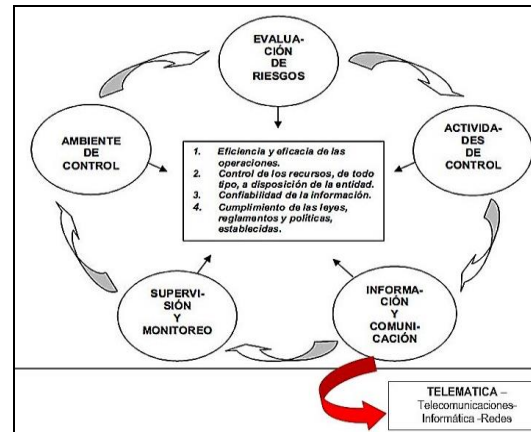 EVALUA-
CIÓN
DE
RIESGOS
AMBIENTE
DE
CONTROL
ACTIVIDA-
DES
DE
CONTROL
1. Eficiencia y eficacia de las
operaciones.
2. Control de los recursos, de todo
tipo, a disposición de la entidad.
3. Confiabilidad de la información.
4. Cumplimiento de las leyes,
reglamentos y políticas,
establecidas.
SUPERVI-
SIÓN
Y
MONITOREO
INFORMA-
CIÓN
Y
COMUNI-
CACIÓN
TELEMATICA –
Telecomunicaciones-
Informática -Redes